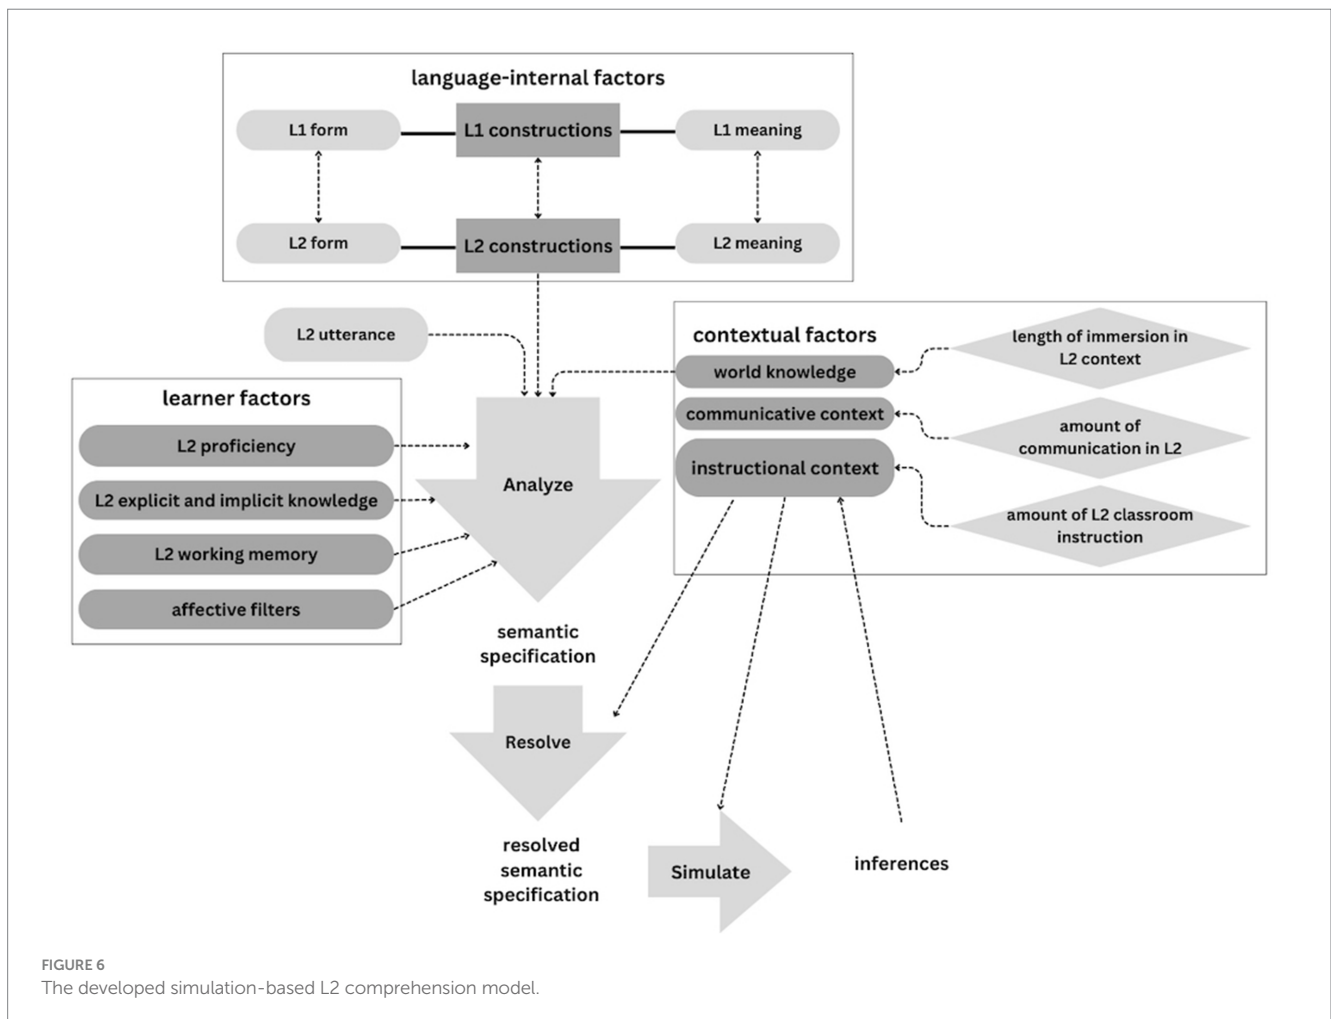 language-internal factors
L1 form
L1 constructions
L1 meaning
L2 form
L2 constructions
L2 meaning
L2 utterance
learner factors
L2 proficiency
L2 explicit and implicit knowledge
L2 working memory
affective filters
Analyze
contextual factors
world knowledge
communicative context
instructional context
length of immersion in
L2 context
amount of
communication in L2
amount of L2 classroom
instruction
semantic
specification
Resolve
resolved
semantic
specification
Simulate
inferences
FIGURE 6
The developed simulation-based L2 comprehension model.